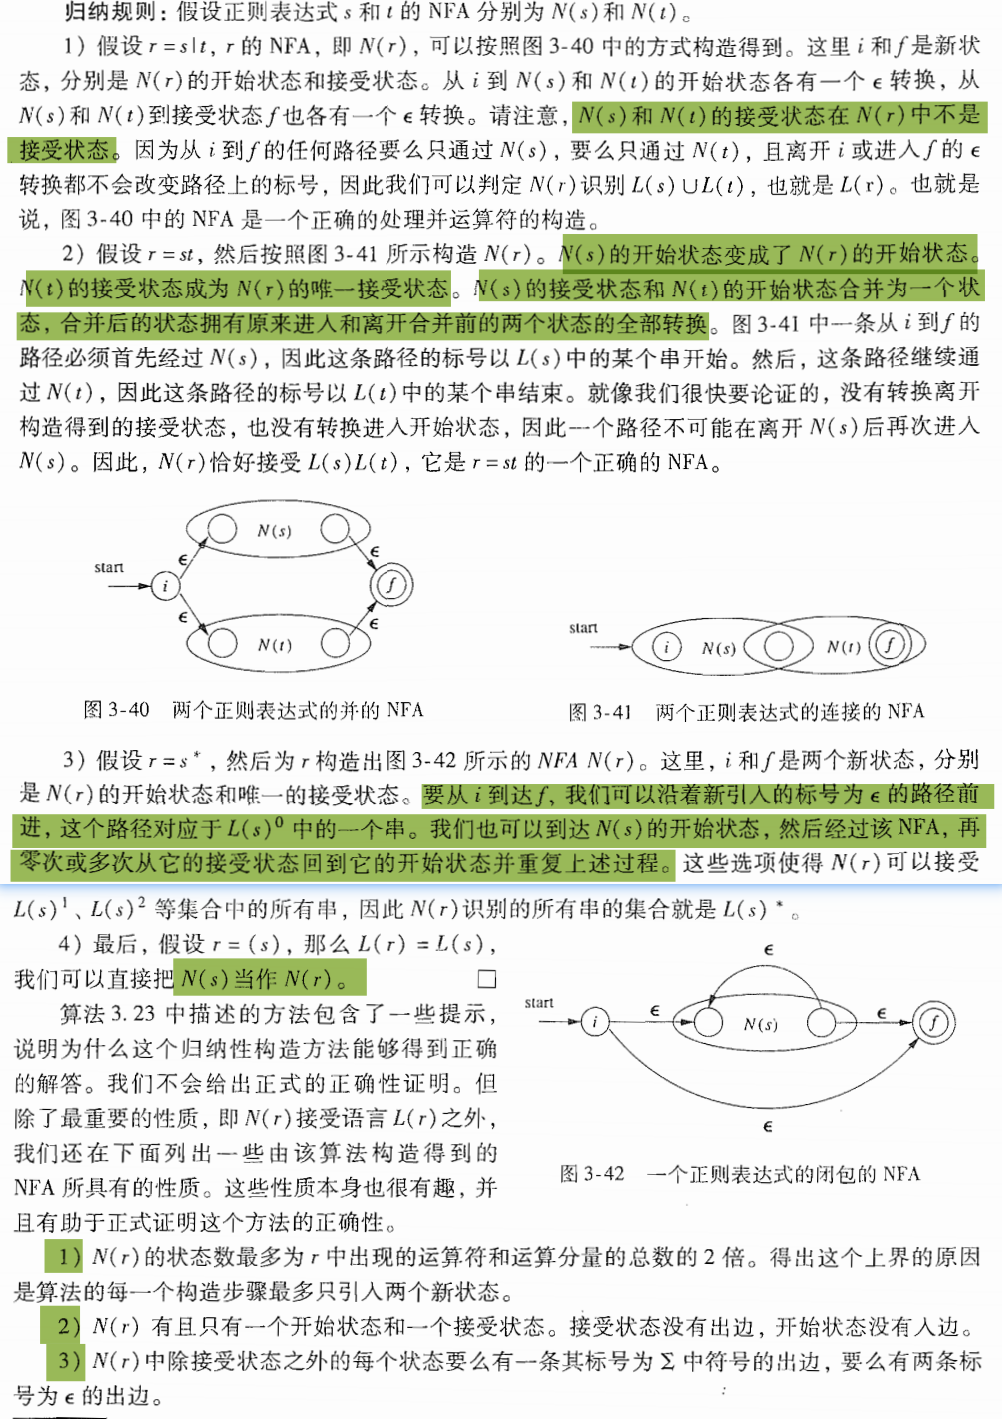 归纳规则：假设正则表达式 s 和 t 的 NFA 分别为 N(s)和 N(t)。
1）假设 r = s|t，r 的 NFA，即 N(r)，可以按照图 3-40 中的方式构造得到。这里 i 和 f 是新状
态，分别是 N(r)的开始状态和接受状态。从 i 到 N(s)和 N(t)的开始状态各有一个 ϵ 转换，从
N(s)和 N(t)到接受状态 f 也各有一个 ϵ 转换。请注意，N(s)和 N(t)的接受状态在 N(r)中不是
接受状态。因为从 i 到 f 的任何路径要么只通过 N(s)，要么只通过 N(t)，且离开 i 或进入 f 的 ϵ
转换都不会改变路径上的标号，因此我们可以判定 N(r)识别 L(s)∪L(t)，也就是 L(r)。也就是
说，图 3-40 中的 NFA 是一个正确的处理并运算符的构造。
2）假设 r = st，然后按照图 3-41 所示构造 N(r)。N(s)的开始状态变成了 N(r)的开始状态。
N(t)的接受状态成为 N(r)的唯一接受状态。N(s)的接受状态和 N(t)的开始状态合并为一个状
态，合并后的状态拥有原来进入和离开合并前的两个状态的全部转换。图 3-41 中一条从 i 到 f 的
路径必须首先经过 N(s)，因此这条路径的标号以 L(s)中的某个串开始。然后，这条路径继续通
过 N(t)，因此这条路径的标号以 L(t)中的某个串结束。就像我们很快要论证的，没有转换离开
构造得到的接受状态，也没有转换进入开始状态，因此一个路径不可能在离开 N(s)后再次进入
N(s)。因此，N(r)恰好接受 L(s)L(t)，它是 r = st 的一个正确的 NFA。
N(s)
ϵ
ϵ
start
i
f
ϵ
ϵ
N(t)
start
i
N(s)
N(t)
f
图 3-40 两个正则表达式的并的 NFA
图 3-41 两个正则表达式的连接的 NFA
3）假设 r = s*，然后为 r 构造出图 3-42 所示的 NFA N(r)。这里，i 和 f 是两个新状态，分别
是 N(r)的开始状态和唯一的接受状态。要从 i 到达 f，我们可以沿着新引入的标号为 ϵ 的路径前
进，这个路径对应于 L(s)⁰ 中的一个串。我们也可以到达 N(s)的开始状态，然后经过该 NFA，再
零次或多次从它的接受状态回到它的开始状态并重复上述过程。这些选项使得 N(r)可以接受
L(s)¹、L(s)² 等集合中的所有串，因此 N(r)识别的所有串的集合就是 L(s)*。
4）最后，假设 r = (s)，那么 L(r) = L(s)，
我们可以直接把 N(s)当作 N(r)。 □
算法 3.23 中描述的方法包含了一些提示，
说明为什么这个归纳性构造方法能够得到正确
的解答。我们不会给出正式的正确性证明。但
除了最重要的性质，即 N(r)接受语言 L(r)之外，
我们还在下面列出一些由该算法构造得到的
NFA 所具有的性质。这些性质本身也很有趣，并
且有助于正式证明这个方法的正确性。
ϵ
start
i
ϵ
N(s)
ϵ
f
ϵ
图 3-42 一个正则表达式的闭包的 NFA
1）N(r)的状态数最多为 r 中出现的运算符和运算分量的总数的 2 倍。得出这个上界的原因
是算法的每一个构造步骤最多只引入两个新状态。
2）N(r) 有且只有一个开始状态和一个接受状态。接受状态没有出边，开始状态没有入边。
3）N(r)中除接受状态之外的每个状态要么有一条其标号为 Σ 中符号的出边，要么有两条标
号为 ϵ 的出边。